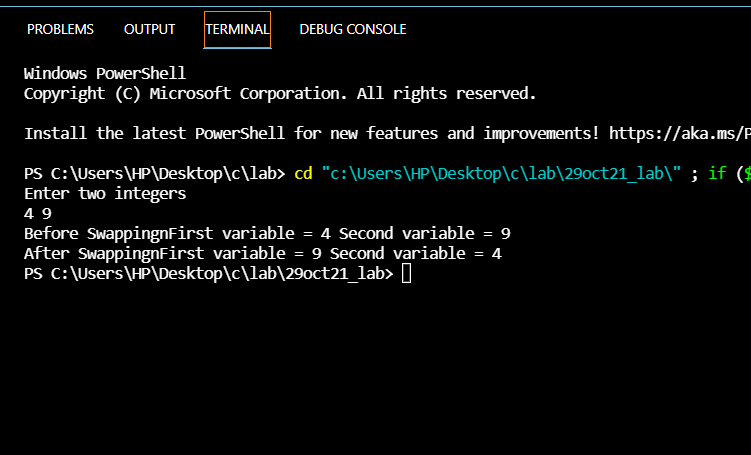 PROBLEMS OUTPUT TERMINAL DEBUG CONSOLE
Windows PowerShell
Copyright (C) Microsoft Corporation. All rights reserved.
Install the latest PowerShell for new features and improvements! https://aka.ms/P
PS C:\Users\HP\Desktop\c\lab> cd "c:\Users\HP\Desktop\c\lab\29oct21_lab\" ; if ($
Enter two integers
4 9
Before SwappingnFirst variable = 4 Second variable = 9
After SwappingnFirst variable = 9 Second variable = 4
PS C:\Users\HP\Desktop\c\lab\29oct21_lab>